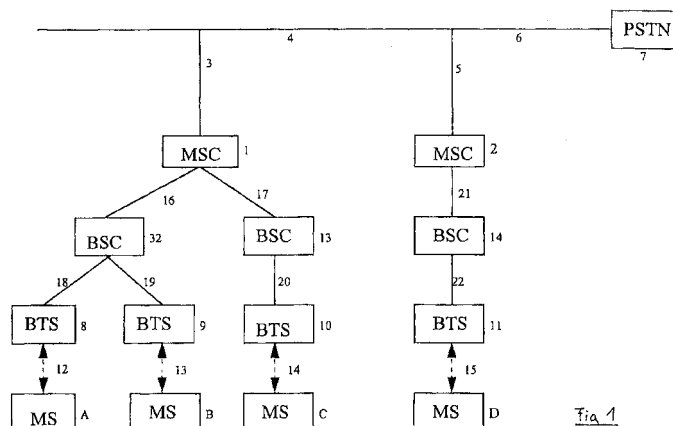 PSTN
4 6
7
3 5
MSC 1 MSC 2
16 17 21
BSC 32 BSC 13 BSC 14
18 19 20 22
BTS 8 BTS 9 BTS 10 BTS 11
12 13 14 15
MS A MS B MS C MS D
Fig 1